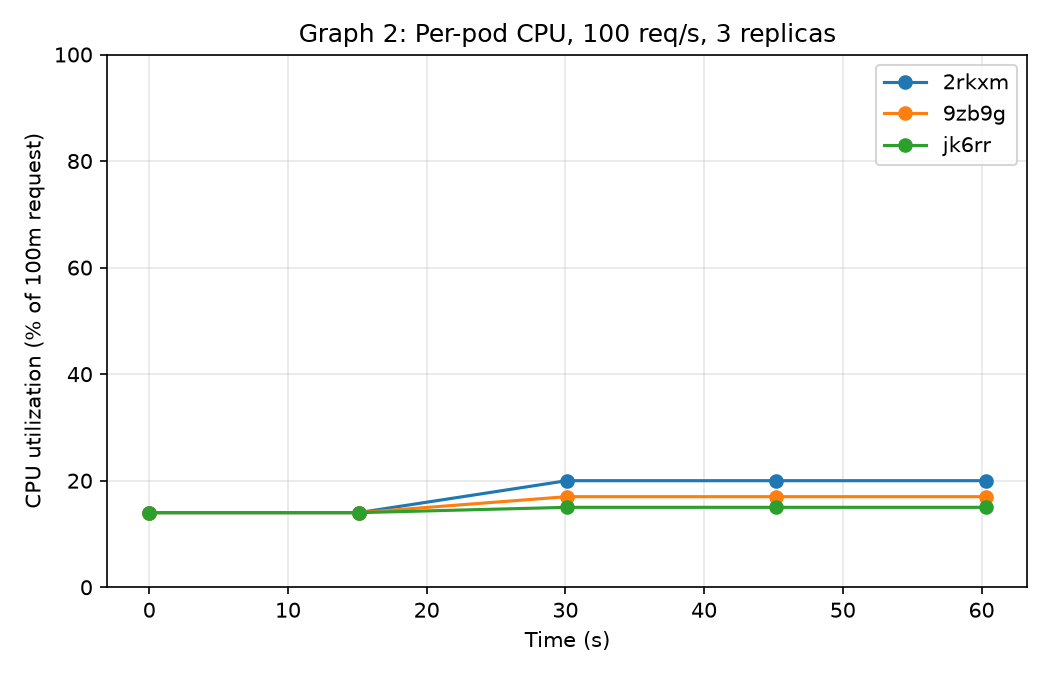 Graph 2: Per-pod CPU, 100 req/s, 3 replicas
100
80
60
40
20
0
CPU utilization (% of 100m request)
2rkxm
9zb9g
jk6rr
0 10 20 30 40 50 60
Time (s)